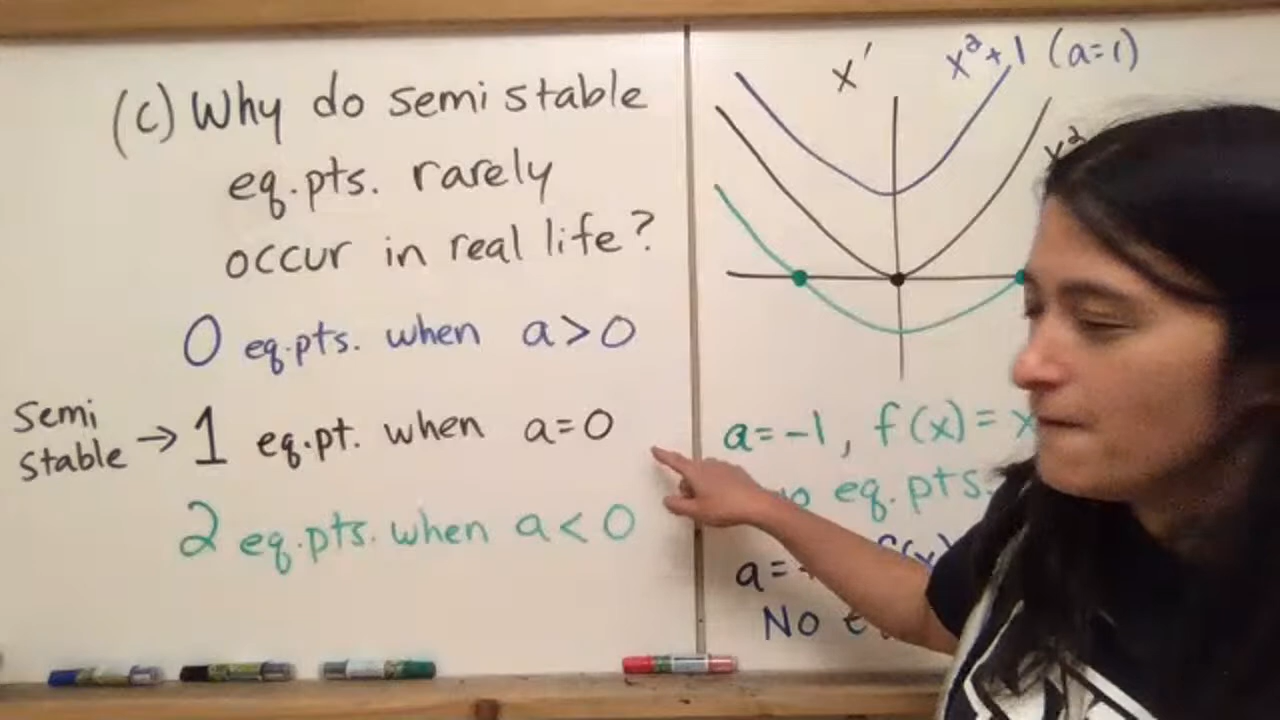 (c) Why do semi stable
eq.pts. rarely
occur in real life?
0 eq.pts. when a>0
semi
stable → 1 eq.pt. when a=0
2 eq.pts. when a<0
x'
x²+1 (a=1)
x²
a=-1, f(x)=x
eq.pts.
a=
No